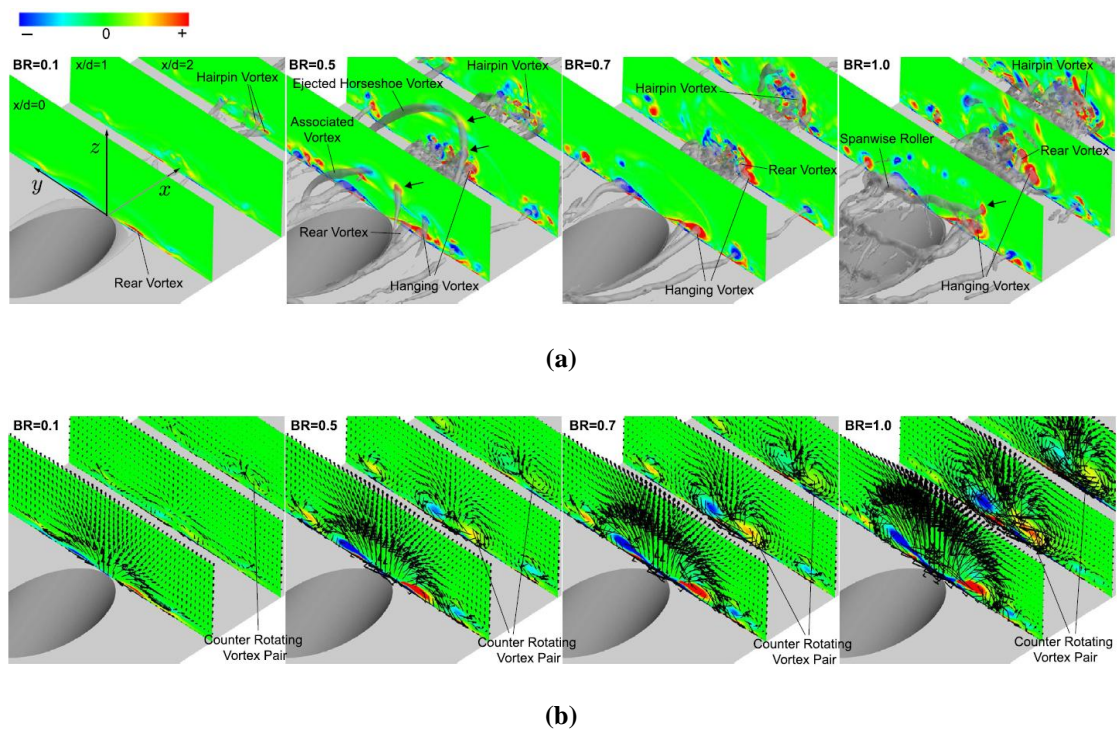 − 0 +
BR=0.1
x/d=0
x/d=1
x/d=2
Hairpin Vortex
z
y
x
Rear Vortex
BR=0.5
Hairpin Vortex
Ejected Horseshoe Vortex
Associated
Vortex
Rear Vortex
Hanging Vortex
BR=0.7
Hairpin Vortex
Rear Vortex
Hanging Vortex
BR=1.0
Hairpin Vortex
Spanwise Roller
Rear Vortex
Hanging Vortex
(a)
BR=0.1
Counter Rotating
Vortex Pair
BR=0.5
Counter Rotating
Vortex Pair
BR=0.7
Counter Rotating
Vortex Pair
BR=1.0
Counter Rotating
Vortex Pair
(b)